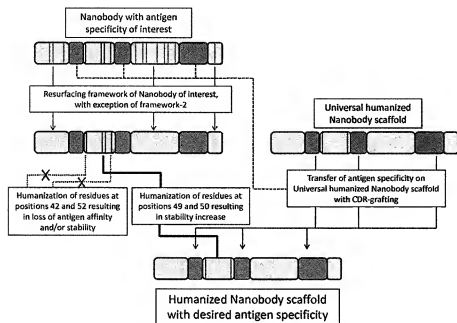 Nanobody with antigen
specificity of interest
Resurfacing framework of Nanobody of interest,
with exception of framework-2
Universal humanized
Nanobody scaffold
Humanization of residues at
positions 42 and 52 resulting
in loss of antigen affinity
and/or stability
Humanization of residues at
positions 49 and 50 resulting
in stability increase
Transfer of antigen specificity on
Universal humanized Nanobody scaffold
with CDR-grafting
Humanized Nanobody scaffold
with desired antigen specificity